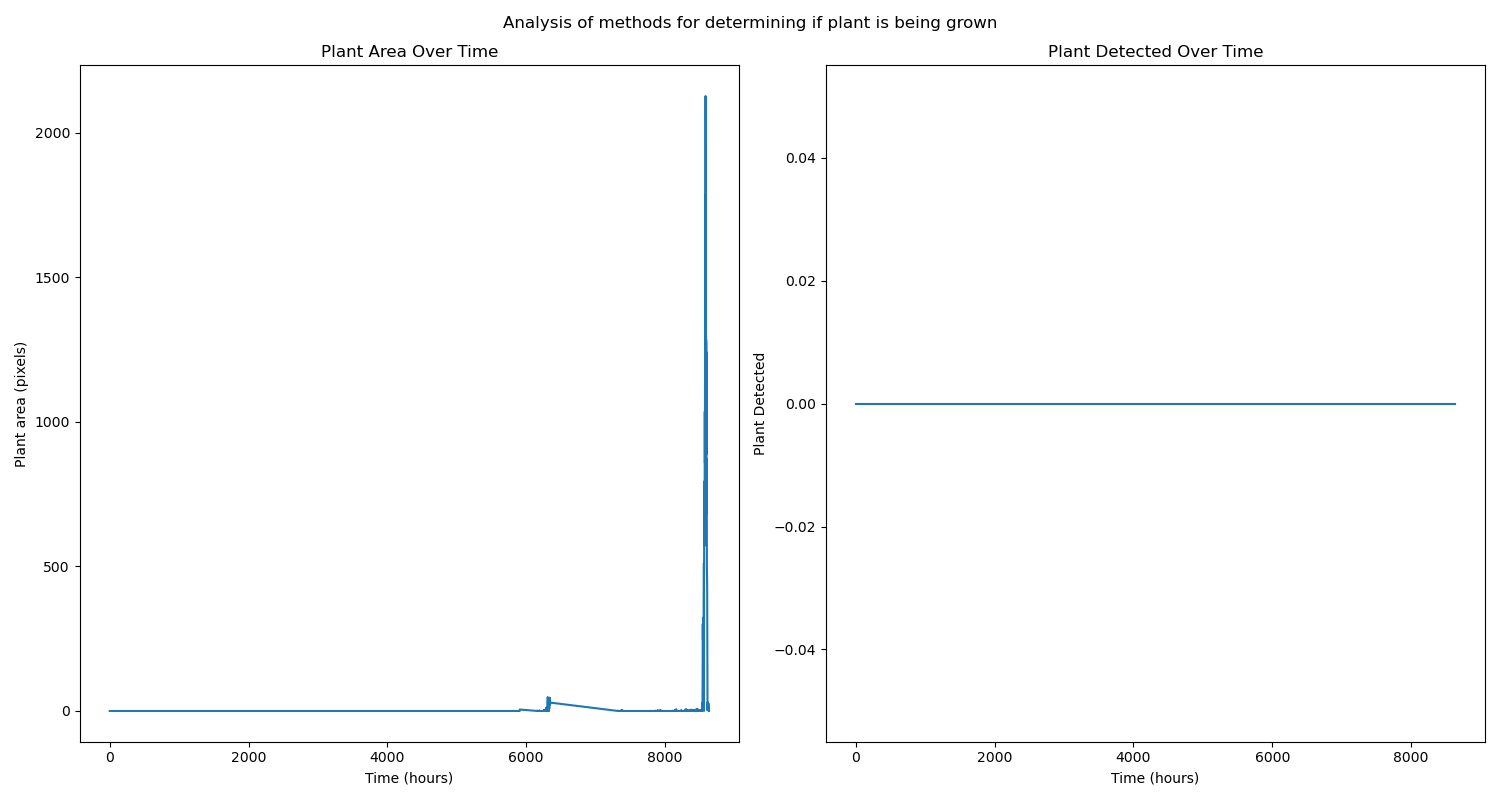 Analysis of methods for determining if plant is being grown
Plant Area Over Time
2000
1500
1000
500
0
Plant area (pixels)
0 2000 4000 6000 8000
Time (hours)
Plant Detected Over Time
0.04
0.02
0.00
−0.02
−0.04
Plant Detected
0 2000 4000 6000 8000
Time (hours)